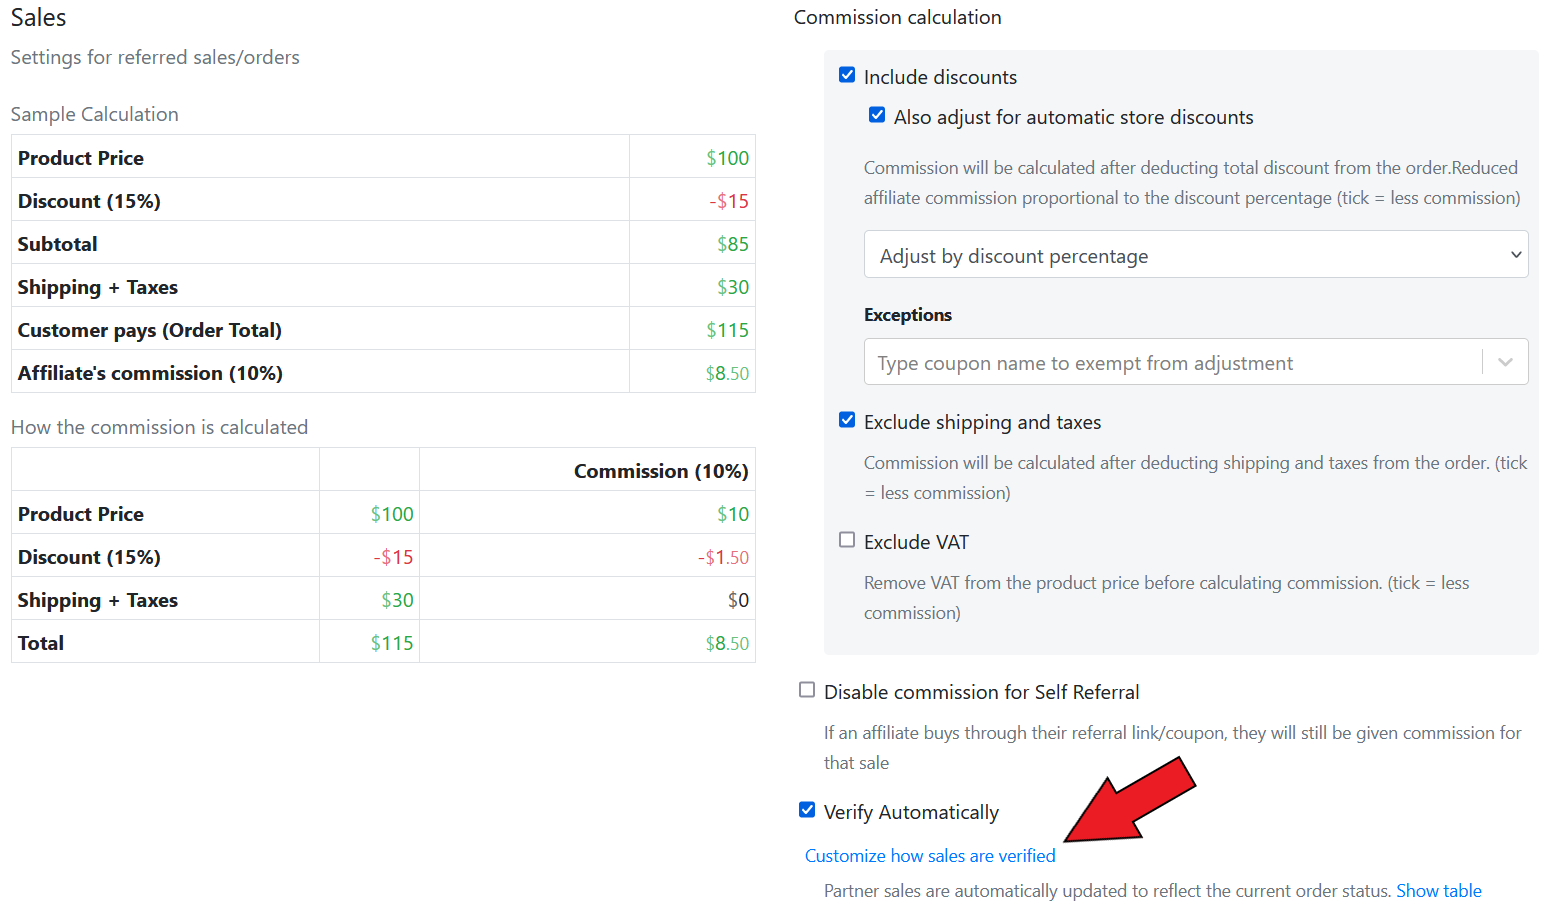 Sales
Settings for referred sales/orders
Sample Calculation
Product Price $100
Discount (15%) -$15
Subtotal $85
Shipping + Taxes $30
Customer pays (Order Total) $115
Affiliate's commission (10%) $8.50
How the commission is calculated
Commission (10%)
Product Price $100 $10
Discount (15%) -$15 -$1.50
Shipping + Taxes $30 $0
Total $115 $8.50
Commission calculation
Include discounts
Also adjust for automatic store discounts
Commission will be calculated after deducting total discount from the order.Reduced
affiliate commission proportional to the discount percentage (tick = less commission)
Adjust by discount percentage
Exceptions
Type coupon name to exempt from adjustment
Exclude shipping and taxes
Commission will be calculated after deducting shipping and taxes from the order. (tick
= less commission)
Exclude VAT
Remove VAT from the product price before calculating commission. (tick = less
commission)
Disable commission for Self Referral
If an affiliate buys through their referral link/coupon, they will still be given commission for
that sale
Verify Automatically
Customize how sales are verified
Partner sales are automatically updated to reflect the current order status. Show table